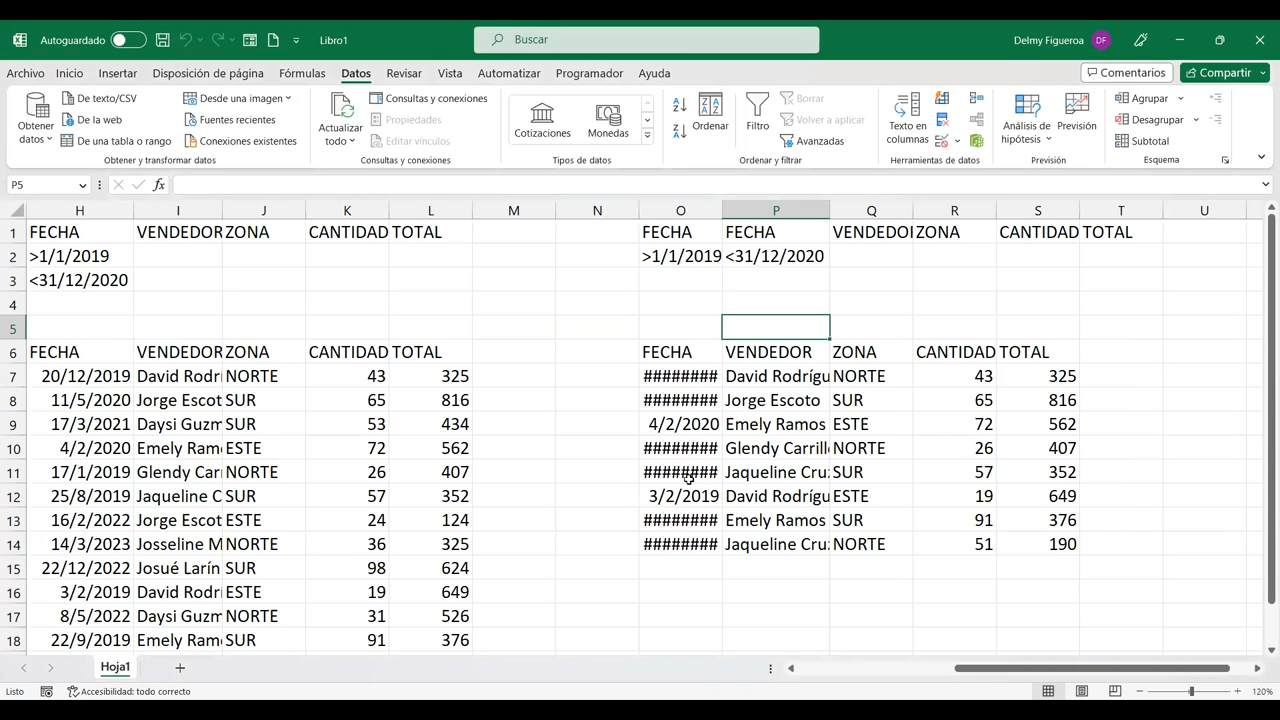 Autoguardado Libro1 Buscar Delmy Figueroa DF
Archivo Inicio Insertar Disposición de página Fórmulas Datos Revisar Vista Automatizar Programador Ayuda Comentarios Compartir
Obtener datos
De texto/CSV
De la web
De una tabla o rango
Desde una imagen
Fuentes recientes
Conexiones existentes
Obtener y transformar datos
Actualizar todo
Consultas y conexiones
Propiedades
Editar vínculos
Consultas y conexiones
Cotizaciones Monedas
Tipos de datos
Ordenar
Filtro
Borrar
Volver a aplicar
Avanzadas
Ordenar y filtrar
Texto en columnas
Herramientas de datos
Análisis de hipótesis
Previsión
Previsión
Agrupar
Desagrupar
Subtotal
Esquema
P5 fx
H I J K L M N O P Q R S T U
1 FECHA VENDEDOR ZONA CANTIDAD TOTAL FECHA FECHA VENDEDOR ZONA CANTIDAD TOTAL
2 >1/1/2019 >1/1/2019 <31/12/2020
3 <31/12/2020
4
5
6 FECHA VENDEDOR ZONA CANTIDAD TOTAL FECHA VENDEDOR ZONA CANTIDAD TOTAL
7 20/12/2019 David Rodr NORTE 43 325 ######## David Rodrígu NORTE 43 325
8 11/5/2020 Jorge Escot SUR 65 816 ######## Jorge Escoto SUR 65 816
9 17/3/2021 Daysi Guzm SUR 53 434 4/2/2020 Emely Ramos ESTE 72 562
10 4/2/2020 Emely Ram ESTE 72 562 ######## Glendy Carrill NORTE 26 407
11 17/1/2019 Glendy Car NORTE 26 407 ######## Jaqueline Cru SUR 57 352
12 25/8/2019 Jaqueline C SUR 57 352 3/2/2019 David Rodrígu ESTE 19 649
13 16/2/2022 Jorge Escot ESTE 24 124 ######## Emely Ramos SUR 91 376
14 14/3/2023 Josseline M NORTE 36 325 ######## Jaqueline Cru NORTE 51 190
15 22/12/2022 Josué Larín SUR 98 624
16 3/2/2019 David Rodr ESTE 19 649
17 8/5/2022 Daysi Guzm NORTE 31 526
18 22/9/2019 Emely Ram SUR 91 376
Hoja1
Listo Accesibilidad: todo correcto 120%